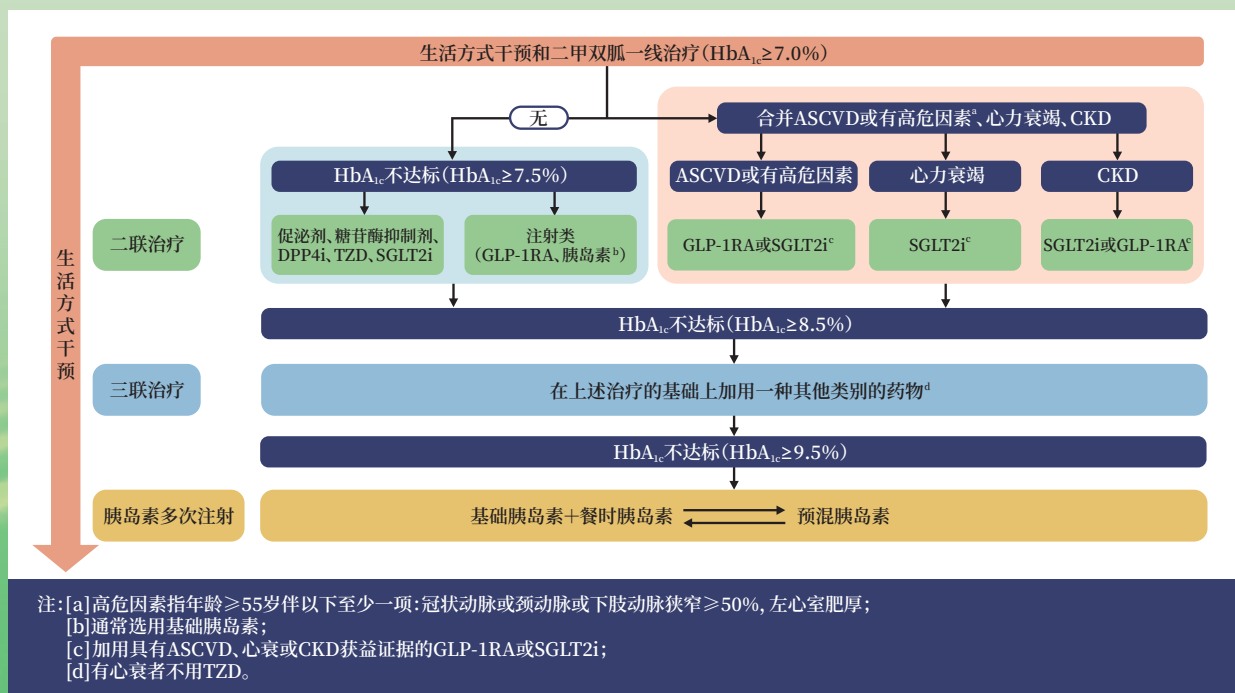 生活方式干预和二甲双胍一线治疗(HbA1c≥7.0%)
无
合并ASCVD或有高危因素a、心力衰竭、CKD
HbA1c不达标(HbA1c≥7.5%)
ASCVD或有高危因素
心力衰竭
CKD
二联治疗
促泌剂、糖苷酶抑制剂、
DPP4i、TZD、SGLT2i
注射类
(GLP-1RA、胰岛素b)
GLP-1RA或SGLT2ic
SGLT2ic
SGLT2i或GLP-1RAc
生活方式干预
HbA1c不达标(HbA1c≥8.5%)
三联治疗
在上述治疗的基础上加用一种其他类别的药物d
HbA1c不达标(HbA1c≥9.5%)
胰岛素多次注射
基础胰岛素+餐时胰岛素
预混胰岛素
注:[a]高危因素指年龄≥55岁伴以下至少一项:冠状动脉或颈动脉或下肢动脉狭窄≥50%, 左心室肥厚;
[b]通常选用基础胰岛素;
[c]加用具有ASCVD、心衰或CKD获益证据的GLP-1RA或SGLT2i;
[d]有心衰者不用TZD。